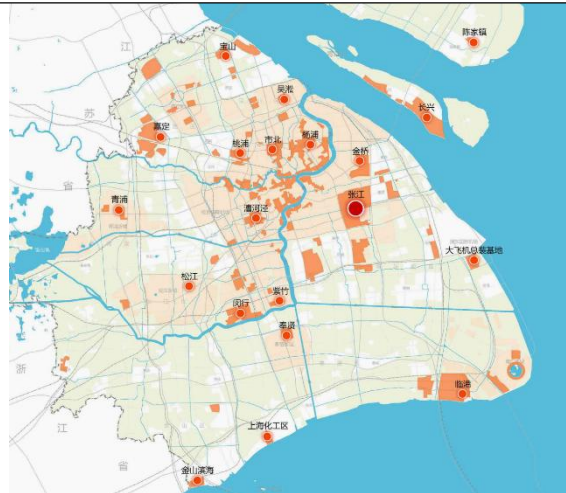 江
苏
省
浙
江
省
陈家镇
宝山
吴淞
长兴
嘉定
桃浦
市北
杨浦
金桥
青浦
漕河泾
张江
大飞机总装基地
松江
闵行
紫竹
奉贤
临港
上海化工区
金山滨海